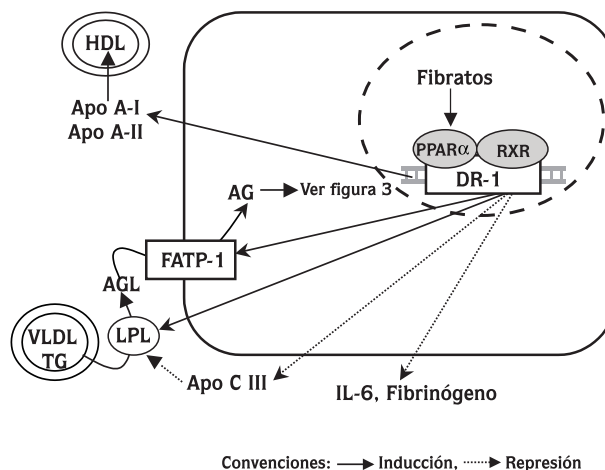 HDL
Fibratos
Apo A-I
Apo A-II
PPARα
RXR
DR-1
AG
Ver figura 3
FATP-1
AGL
VLDL
TG
LPL
Apo C III
IL-6, Fibrinógeno
Convenciones: Inducción, Represión